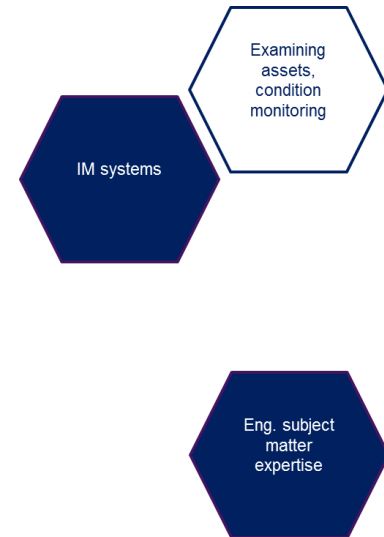 Examining
assets,
condition
monitoring
IM systems
Eng. subject
matter
expertise